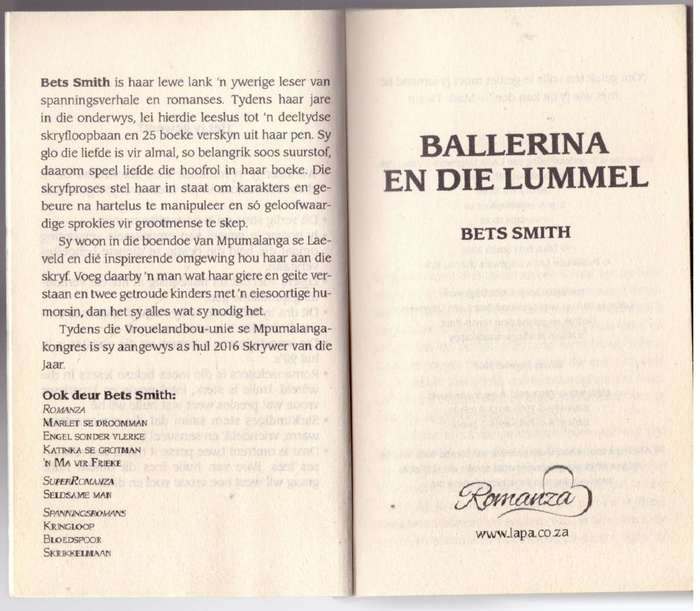 Bets Smith is haar lewe lank 'n ywerige leser van
spanningsverhale en romanses. Tydens haar jare
in die onderwys, lei hierdie leeslus tot 'n deeltydse
skryfloopbaan en 25 boeke verskyn uit haar pen. Sy
glo die liefde is vir almal, so belangrik soos suurstof,
daarom speel liefde die hoofrol in haar boeke. Die
skryfproses stel haar in staat om karakters en ge-
beure na hartelus te manipuleer en só geloofwaar-
dige sprokies vir grootmense te skep.
Sy woon in die boendoe van Mpumalanga se Lae-
veld en dié inspirerende omgewing hou haar aan die
skryf. Voeg daarby 'n man wat haar giere en geite ver-
staan en twee getroude kinders met 'n eiesoortige hu-
morsin, dan het sy alles wat sy nodig het.
Tydens die Vrouelandbou-unie se Mpumalanga-
kongres is sy aangewys as hul 2016 Skrywer van die
Jaar.
Ook deur Bets Smith:
ROMANZA
MARLET SE DROOMMAN
ENGEL SONDER VLERKE
KATINKA SE GROTMAN
'N MA VIR FRIEKE
SUPERROMANZA
SELDSAME MAN
SPANNINGSROMANS
KRINGLOOP
BLOEDSPOOR
SKRIKKELMAAN
BALLERINA
EN DIE LUMMEL
BETS SMITH
Romanza
www.lapa.co.za